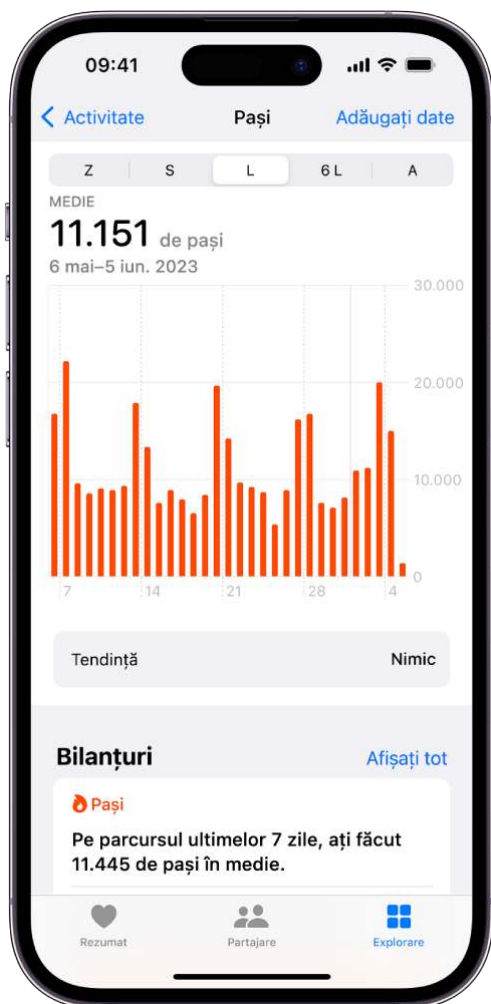 09:41
Activitate Pași Adăugați date
Z S L 6 L A
MEDIE
11.151 de pași
6 mai–5 iun. 2023
30.000
20.000
10.000
0
7 14 21 28 4
Tendință Nimic
Bilanțuri Afișați tot
Pași
Pe parcursul ultimelor 7 zile, ați făcut
11.445 de pași în medie.
Rezumat Partajare Explorare